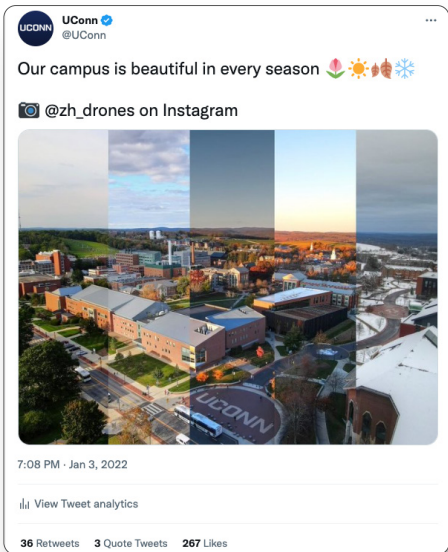 UCONN
UConn
@UConn
Our campus is beautiful in every season 🌷☀️🍂❄️
📷 @zh_drones on Instagram
UCONN
7:08 PM · Jan 3, 2022
View Tweet analytics
36 Retweets 3 Quote Tweets 267 Likes